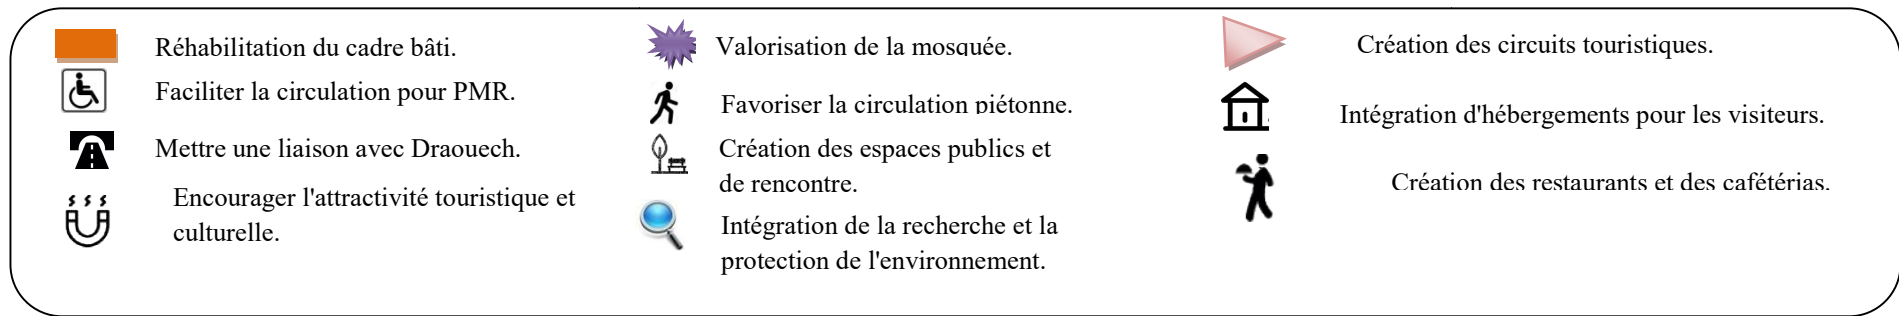 Réhabilitation du cadre bâti.
Faciliter la circulation pour PMR.
Mettre une liaison avec Draouech.
Encourager l'attractivité touristique et
culturelle.
Valorisation de la mosquée.
Favoriser la circulation piétonne.
Création des espaces publics et
de rencontre.
Intégration de la recherche et la
protection de l'environnement.
Création des circuits touristiques.
Intégration d'hébergements pour les visiteurs.
Création des restaurants et des cafétérias.